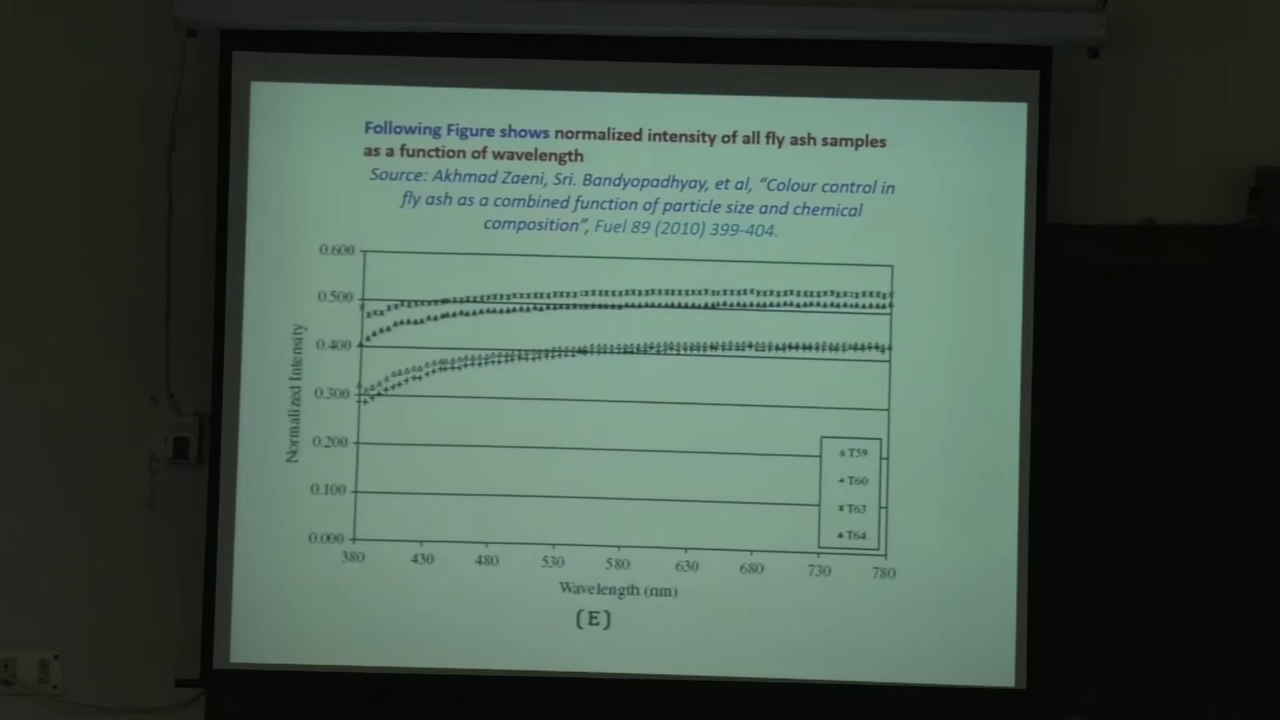 Following Figure shows normalized intensity of all fly ash samples
as a function of wavelength
Source: Akhmad Zaeni, Sri. Bandyopadhyay, et al, "Colour control in
fly ash as a combined function of particle size and chemical
composition", Fuel 89 (2010) 399-404.
0.600
0.500
0.400
0.300
0.200
0.100
0.000
Normalized Intensity
T59
T60
T63
T64
380 430 480 530 580 630 680 730 780
Wavelength (nm)
(E)